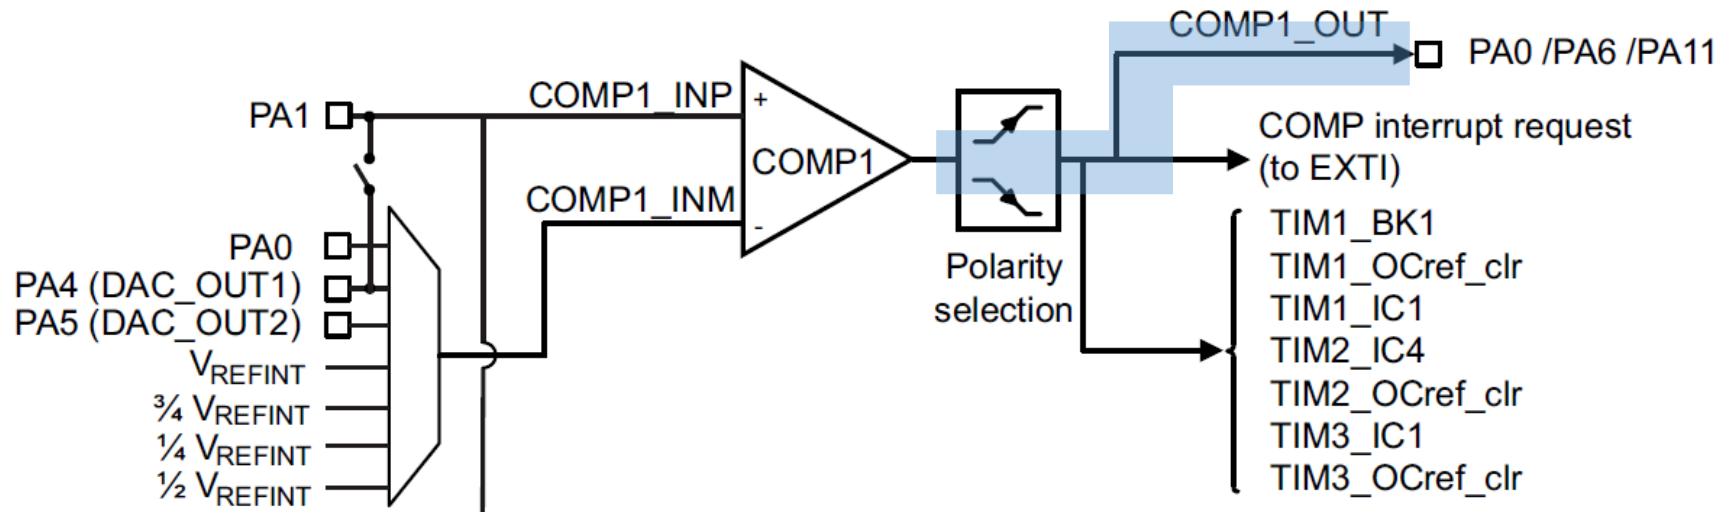 COMP1_OUT
PA0 /PA6 /PA11
PA1
COMP1_INP
+
COMP1
COMP1_INM
-
COMP interrupt request
(to EXTI)
PA0
PA4 (DAC_OUT1)
PA5 (DAC_OUT2)
VREFINT
¾ VREFINT
¼ VREFINT
½ VREFINT
Polarity
selection
TIM1_BK1
TIM1_OCref_clr
TIM1_IC1
TIM2_IC4
TIM2_OCref_clr
TIM3_IC1
TIM3_OCref_clr